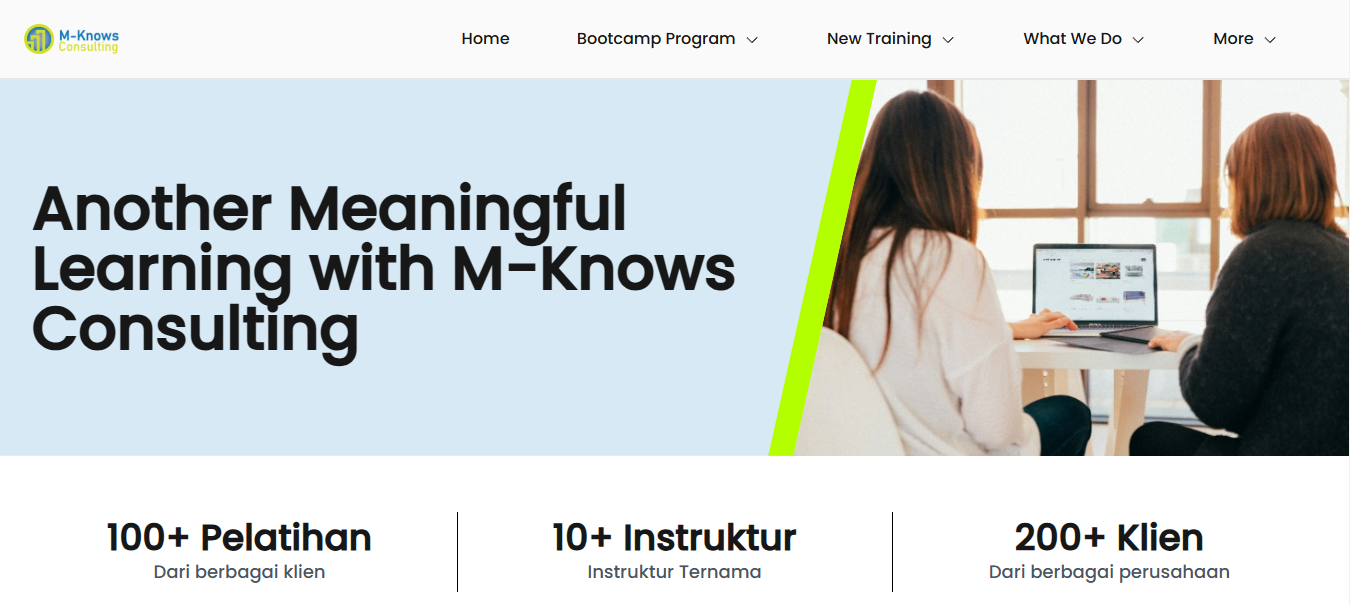 M-Knows
Consulting
Home
Bootcamp Program
New Training
What We Do
More
Another Meaningful
Learning with M-Knows
Consulting
100+ Pelatihan
Dari berbagai klien
10+ Instruktur
Instruktur Ternama
200+ Klien
Dari berbagai perusahaan